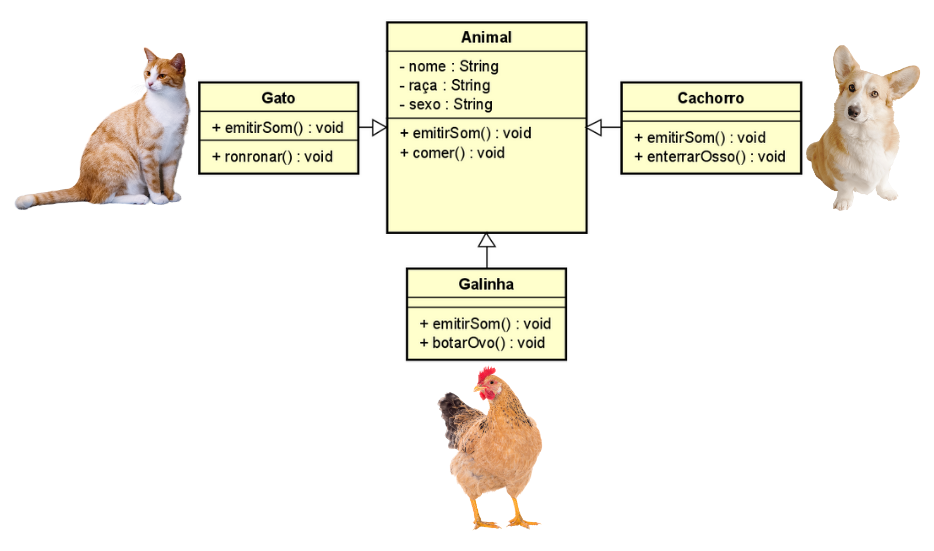 Animal
- nome : String
- raça : String
- sexo : String
+ emitirSom() : void
+ comer() : void
Gato
+ emitirSom() : void
+ ronronar() : void
Cachorro
+ emitirSom() : void
+ enterrarOsso() : void
Galinha
+ emitirSom() : void
+ botarOvo() : void